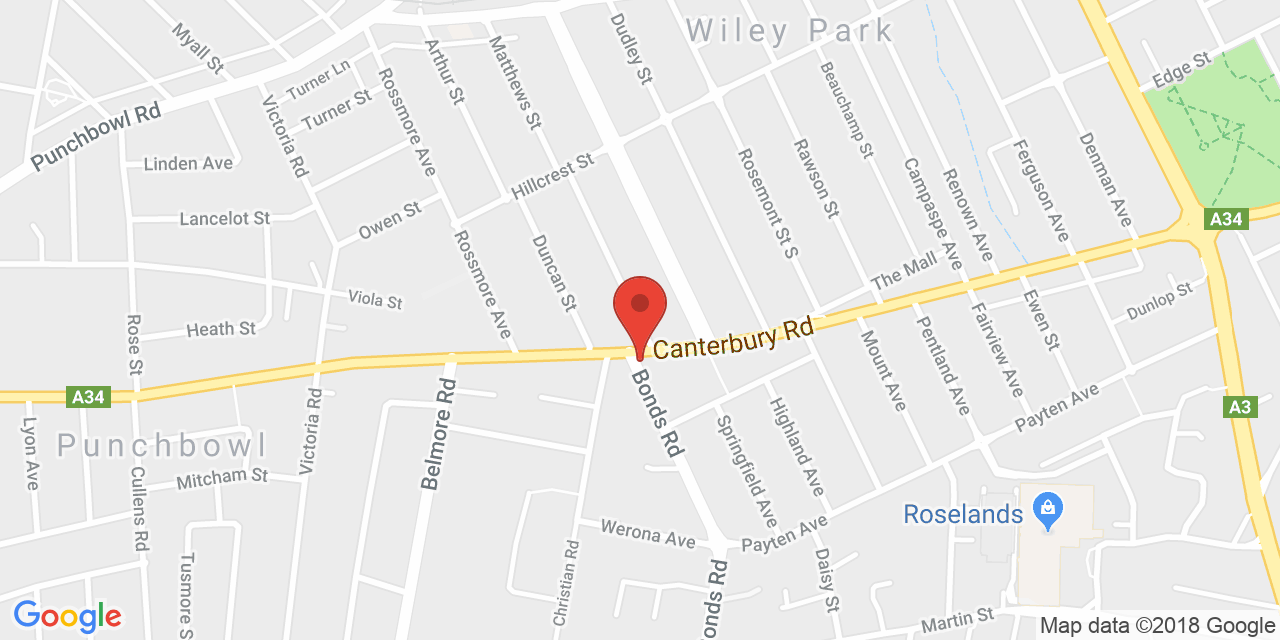 Wiley Park
Dudley St
Myall St
Arthur St
Matthews St
Turner Ln
Rossmore Ave
Edge St
Beauchamp St
Punchbowl Rd
Turner St
Victoria Rd
Linden Ave
Hillcrest St
Rosemont St S
Rawson St
Campaspe Ave
Renown Ave
Ferguson Ave
Denman Ave
Lancelot St
Owen St
A34
Rossmore Ave
Duncan St
The Mall
Viola St
Heath St
Rose St
Dunlop St
Ewen St
Fairview Ave
Pentland Ave
Mount Ave
Canterbury Rd
A34
Belmore Rd
Bonds Rd
Payten Ave
A3
Lyon Ave
Punchbowl
Victoria Rd
Highland Ave
Springfield Ave
Mitcham St
Cullens Rd
Roselands
Werona Ave
Payten Ave
Christian Rd
Tusmore S
Daisy St
onds Rd
Martin St
Google
Map data ©2018 Google